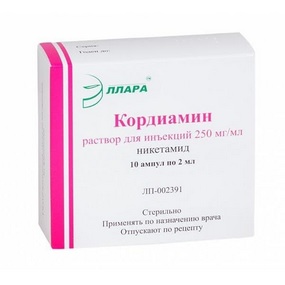 Серия:
ЭЛЛАРА
Кордиамин
раствор для инъекций 250 мг/мл
никетамид
10 ампул по 2 мл
ЛП-002391
Стерильно
Применять по назначению врача
Отпускают по рецепту